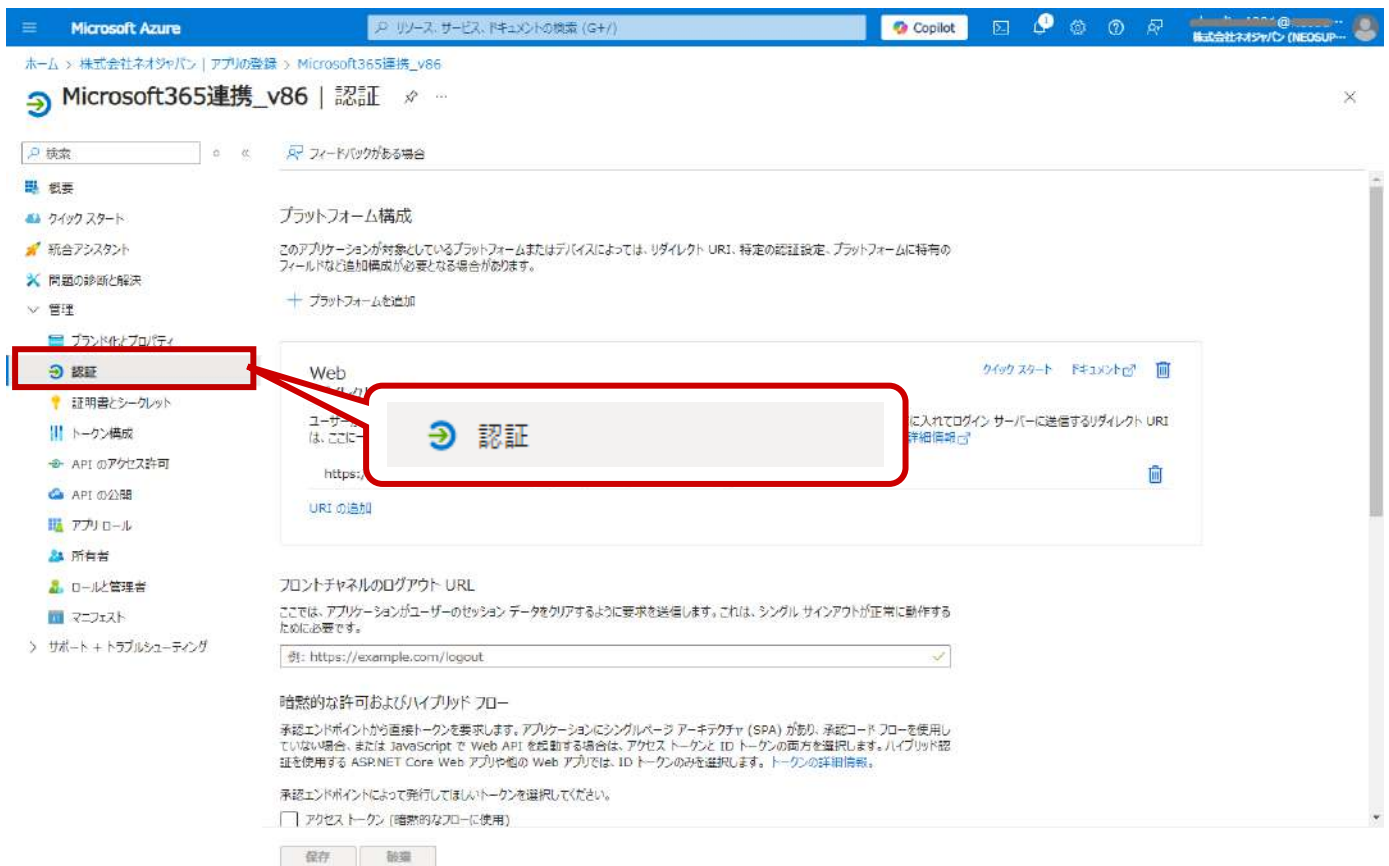 Microsoft Azure
リソース、サービス、ドキュメントの検索 (G+/)
Copilot
1
@
株式会社ネオジャパン (NEOSUP...
ホーム > 株式会社ネオジャパン | アプリの登録 > Microsoft365連携_v86
Microsoft365連携_v86 | 認証
検索
フィードバックがある場合
概要
クイック スタート
統合アシスタント
問題の診断と解決
管理
ブランド化とプロパティ
認証
証明書とシークレット
トークン構成
API のアクセス許可
API の公開
アプリ ロール
所有者
ロールと管理者
マニフェスト
サポート + トラブルシューティング
プラットフォーム構成
このアプリケーションが対象としているプラットフォームまたはデバイスによっては、リダイレクト URI、特定の認証設定、プラットフォームに特有の
フィールドなど追加構成が必要となる場合があります。
プラットフォームを追加
Web
クイック スタート ドキュメント
ユーザー
に入れてログイン サーバーに送信するリダイレクト URI
は、ここに一
詳細情報
認証
https:/
URI の追加
フロントチャネルのログアウト URL
ここでは、アプリケーションがユーザーのセッション データをクリアするように要求を送信します。これは、シングル サインアウトが正常に動作する
ために必要です。
例: https://example.com/logout
暗黙的な許可およびハイブリッド フロー
承認エンドポイントから直接トークンを要求します。アプリケーションにシングルページ アーキテクチャ (SPA) があり、承認コード フローを使用し
ていない場合、または JavaScript で Web API を起動する場合は、アクセス トークンと ID トークンの両方を選択します。ハイブリッド認
証を使用する ASP.NET Core Web アプリや他の Web アプリでは、ID トークンのみを選択します。トークンの詳細情報。
承認エンドポイントによって発行してほしいトークンを選択してください。
アクセス トークン (暗黙的なフローに使用)
保存 破棄